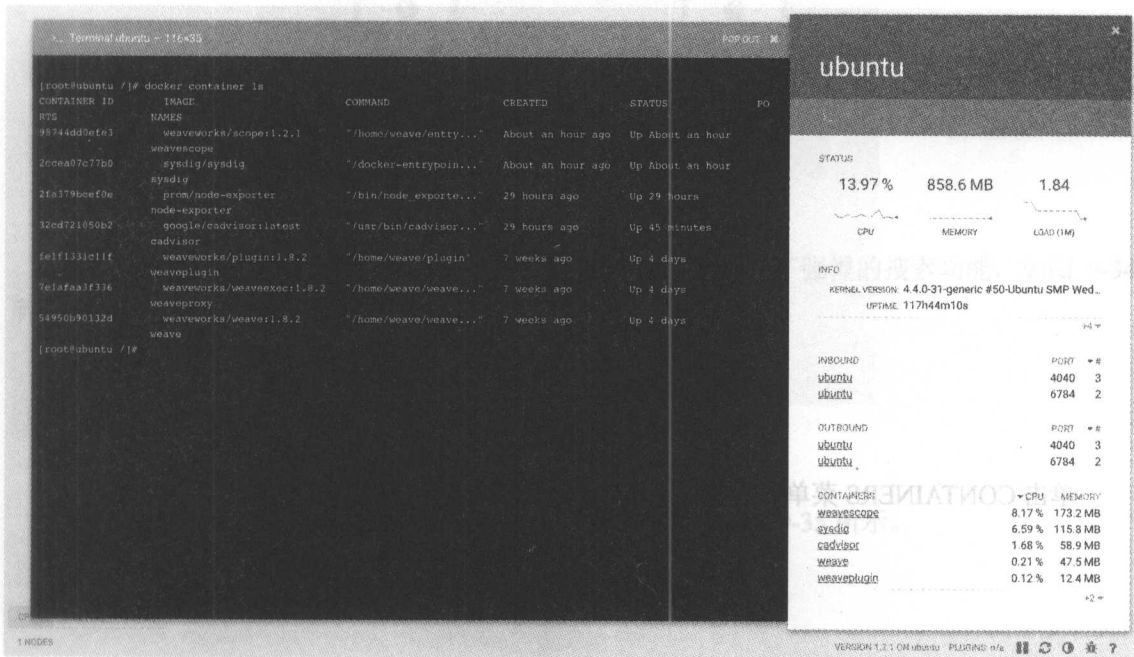 >_ Terminal ubuntu - 116×35 POP OUT ✖
[root@ubuntu /]# docker container ls
CONTAINER ID IMAGE COMMAND CREATED STATUS PO
RTS NAMES
98744dd0efe3 weaveworks/scope:1.2.1 "/home/weave/entry..." About an hour ago Up About an hour
weavescope
2ccea07c77b0 sysdig/sysdig "/docker-entrypoin..." About an hour ago Up About an hour
sysdig
2fa379bcef0e prom/node-exporter "/bin/node_exporte..." 29 hours ago Up 29 hours
node-exporter
32cd721050b2 google/cadvisor:latest "/usr/bin/cadvisor..." 29 hours ago Up 45 minutes
cadvisor
fe1f1331c11f weaveworks/plugin:1.8.2 "/home/weave/plugin" 7 weeks ago Up 4 days
weaveplugin
7e1afaa3f336 weaveworks/weaveexec:1.8.2 "/home/weave/weave..." 7 weeks ago Up 4 days
weaveproxy
54950b90132d weaveworks/weave:1.8.2 "/home/weave/weave..." 7 weeks ago Up 4 days
weave
[root@ubuntu /]#
1 NODES
ubuntu
STATUS
13.97 % 858.6 MB 1.84
CPU MEMORY LOAD (1M)
INFO
KERNEL VERSION: 4.4.0-31-generic #50-Ubuntu SMP Wed...
UPTIME: 117h44m10s
+4
INBOUND PORT #
ubuntu 4040 3
ubuntu 6784 2
OUTBOUND PORT #
ubuntu 4040 3
ubuntu 6784 2
CONTAINERS CPU MEMORY
weavescope 8.17 % 173.2 MB
sysdig 6.59 % 115.8 MB
cadvisor 1.68 % 58.9 MB
weave 0.21 % 47.5 MB
weaveplugin 0.12 % 12.4 MB
+2
VERSION 1.2.1 ON ubuntu PLUGINS: n/a ?